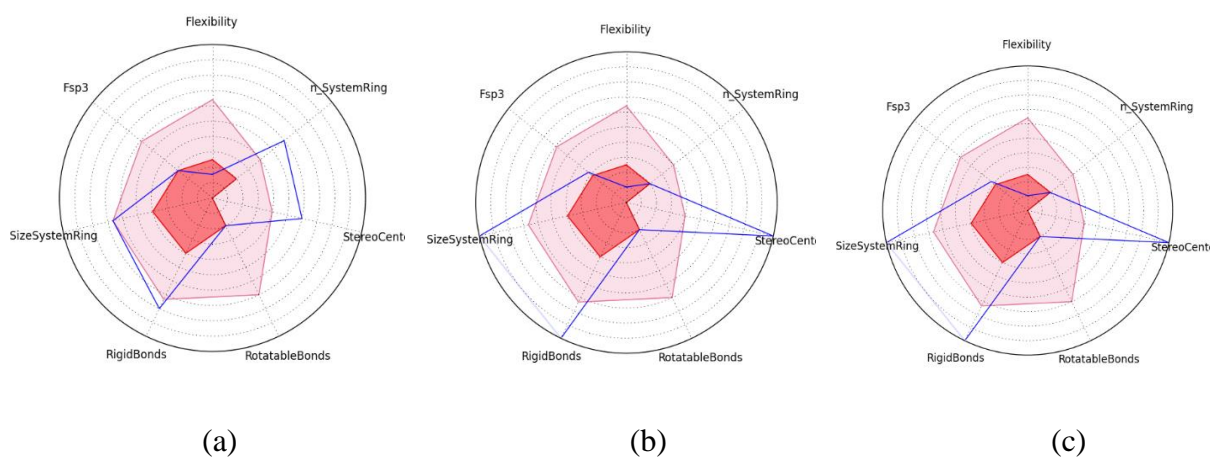 Flexibility
n_SystemRing
Fsp3
SizeSystemRing
StereoCente
RigidBonds
RotatableBonds
(a)
Flexibility
n_SystemRing
Fsp3
SizeSystemRing
StereoCente
RigidBonds
RotatableBonds
(b)
Flexibility
n_SystemRing
Fsp3
SizeSystemRing
StereoCente
RigidBonds
RotatableBonds
(c)